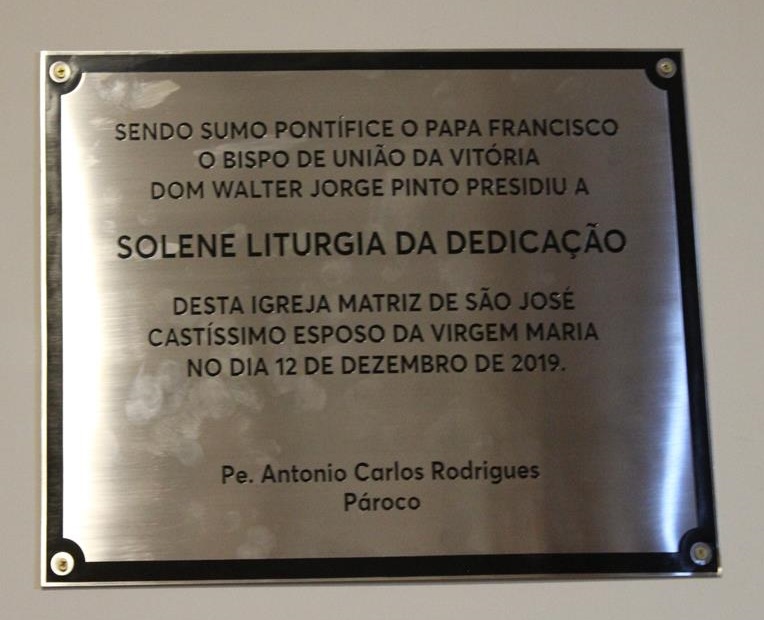 SENDO SUMO PONTÍFICE O PAPA FRANCISCO
O BISPO DE UNIÃO DA VITÓRIA
DOM WALTER JORGE PINTO PRESIDIU A
SOLENE LITURGIA DA DEDICAÇÃO
DESTA IGREJA MATRIZ DE SÃO JOSÉ
CASTÍSSIMO ESPOSO DA VIRGEM MARIA
NO DIA 12 DE DEZEMBRO DE 2019.
Pe. Antonio Carlos Rodrigues
Pároco